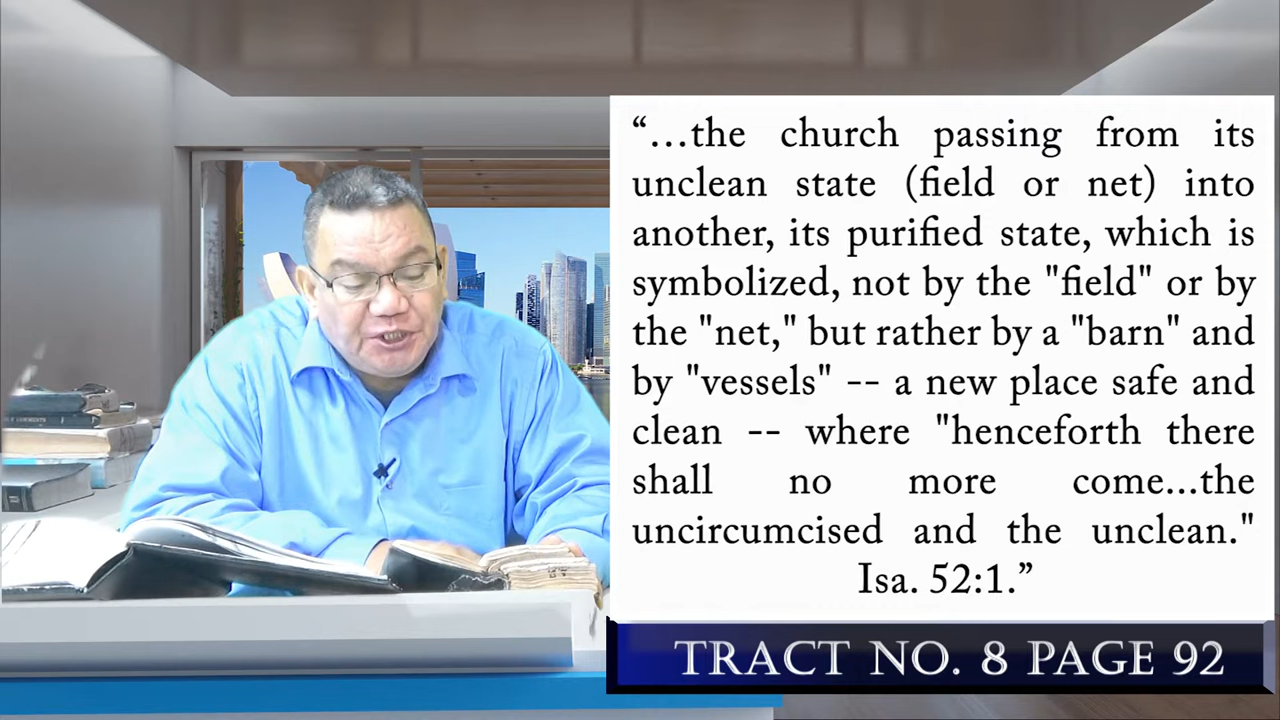 “...the church passing from its
unclean state (field or net) into
another, its purified state, which is
symbolized, not by the "field" or by
the "net," but rather by a "barn" and
by "vessels" -- a new place safe and
clean -- where "henceforth there
shall no more come...the
uncircumcised and the unclean."
Isa. 52:1.”
TRACT NO. 8 PAGE 92